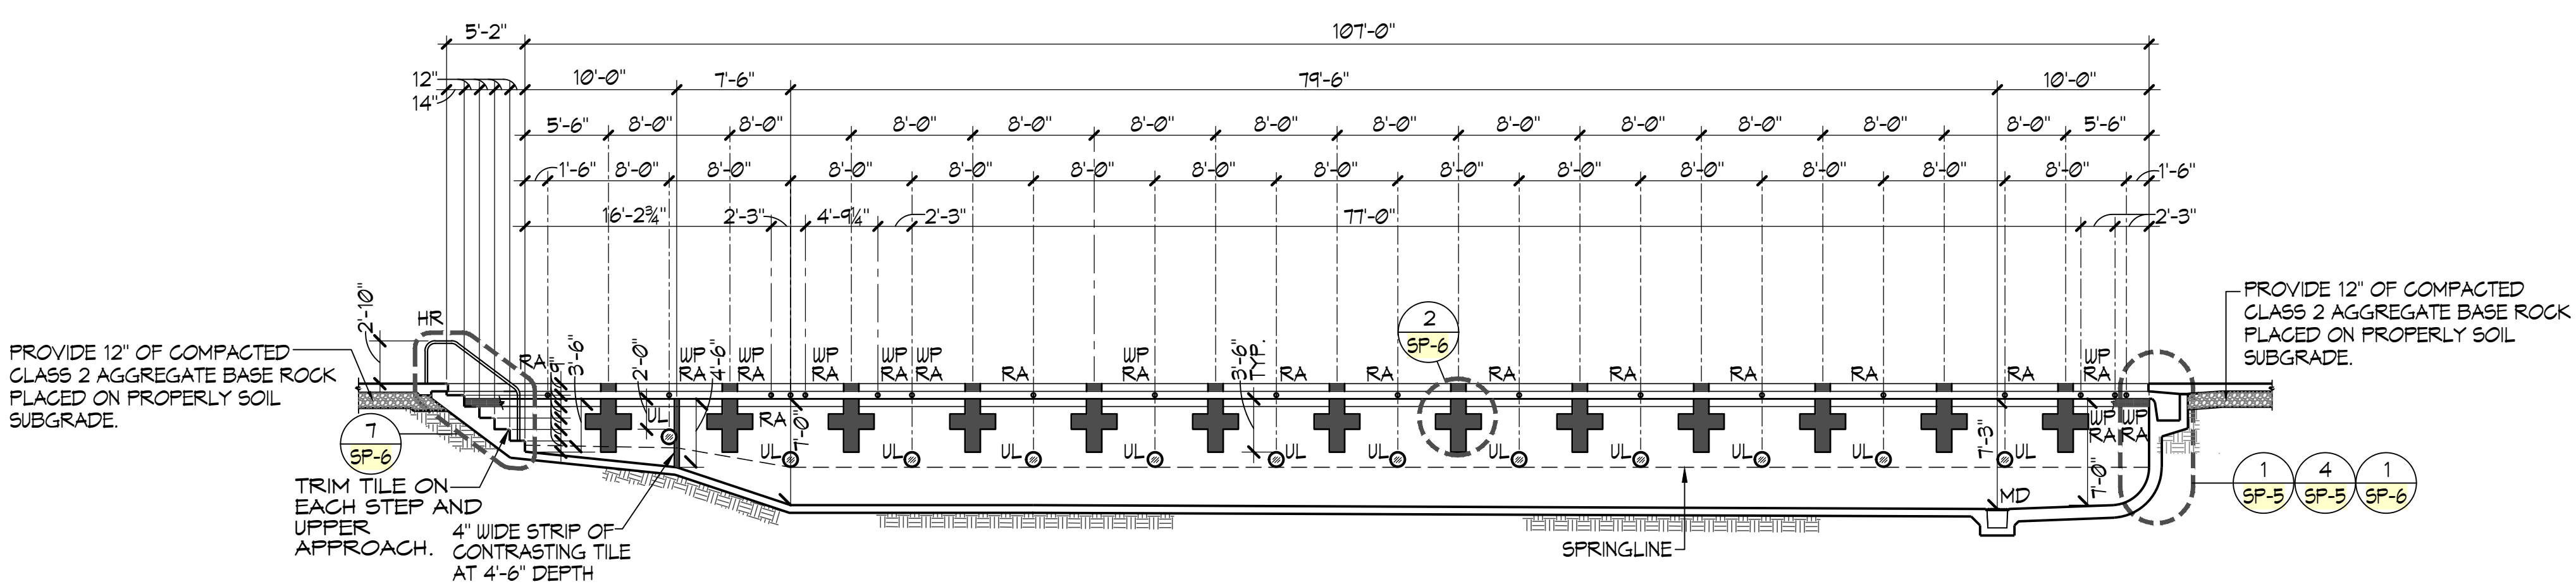 5'-2"
107'-0"
12"
14"
10'-0"
7'-6"
79'-6"
10'-0"
5'-6"
8'-0"
8'-0"
8'-0"
8'-0"
8'-0"
8'-0"
8'-0"
8'-0"
8'-0"
8'-0"
8'-0"
8'-0"
5'-6"
1'-6"
8'-0"
8'-0"
8'-0"
8'-0"
8'-0"
8'-0"
8'-0"
8'-0"
8'-0"
8'-0"
8'-0"
8'-0"
8'-0"
1'-6"
16'-2¾"
2'-3"
4'-9¼"
2'-3"
77'-0"
2'-3"
2'-10"
HR
PROVIDE 12" OF COMPACTED
CLASS 2 AGGREGATE BASE ROCK
PLACED ON PROPERLY SOIL
SUBGRADE.
7
SP-6
TRIM TILE ON
EACH STEP AND
UPPER
APPROACH.
4" WIDE STRIP OF
CONTRASTING TILE
AT 4'-6" DEPTH
RA
9"
3'-6"
2'-0"
UL
WP
RA
4'-6"
WP
RA
RA
UL
7'-0"
WP
RA
WP
RA
WP
RA
UL
RA
UL
WP
RA
UL
3'-6"
TYP.
RA
UL
RA
UL
2
SP-6
RA
UL
RA
UL
RA
UL
RA
UL
SPRINGLINE
7'-3"
RA
UL
MD
WP
RA
WP
RA
WP
RA
7'-0"
PROVIDE 12" OF COMPACTED
CLASS 2 AGGREGATE BASE ROCK
PLACED ON PROPERLY SOIL
SUBGRADE.
1
SP-5
4
SP-5
1
SP-6